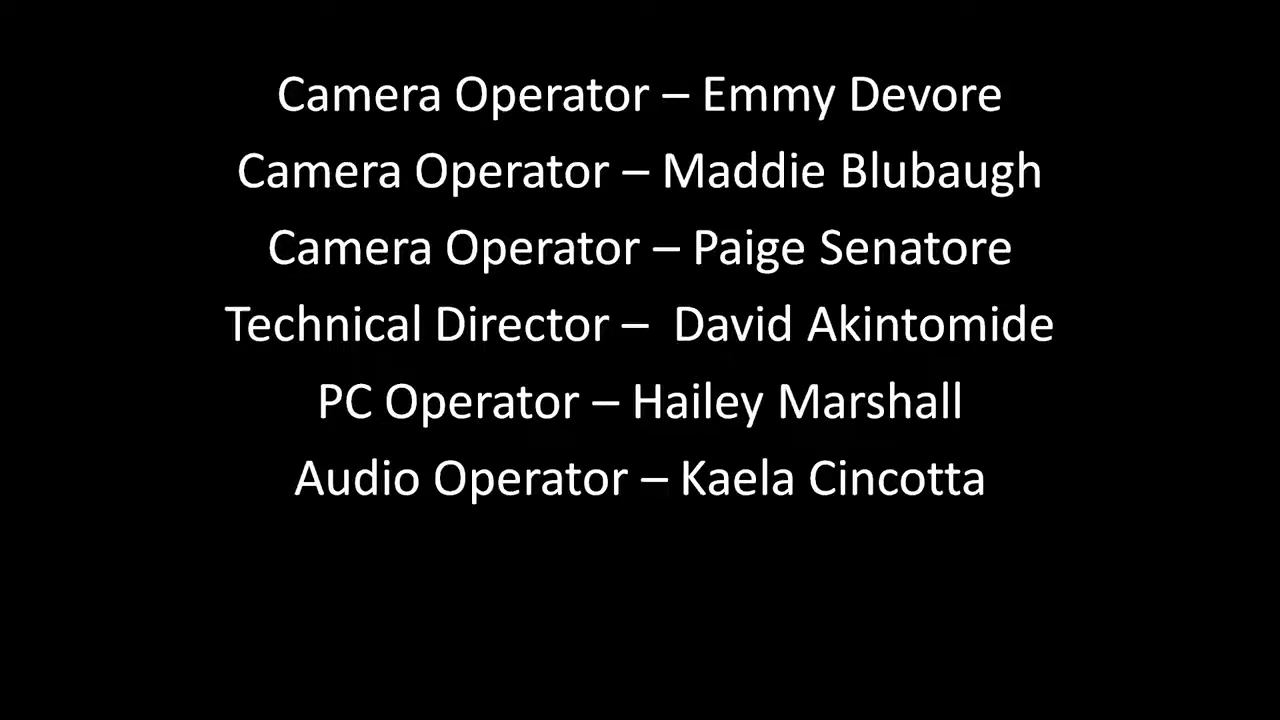 Camera Operator – Emmy Devore
Camera Operator – Maddie Blubaugh
Camera Operator – Paige Senatore
Technical Director –  David Akintomide
PC Operator – Hailey Marshall
Audio Operator – Kaela Cincotta